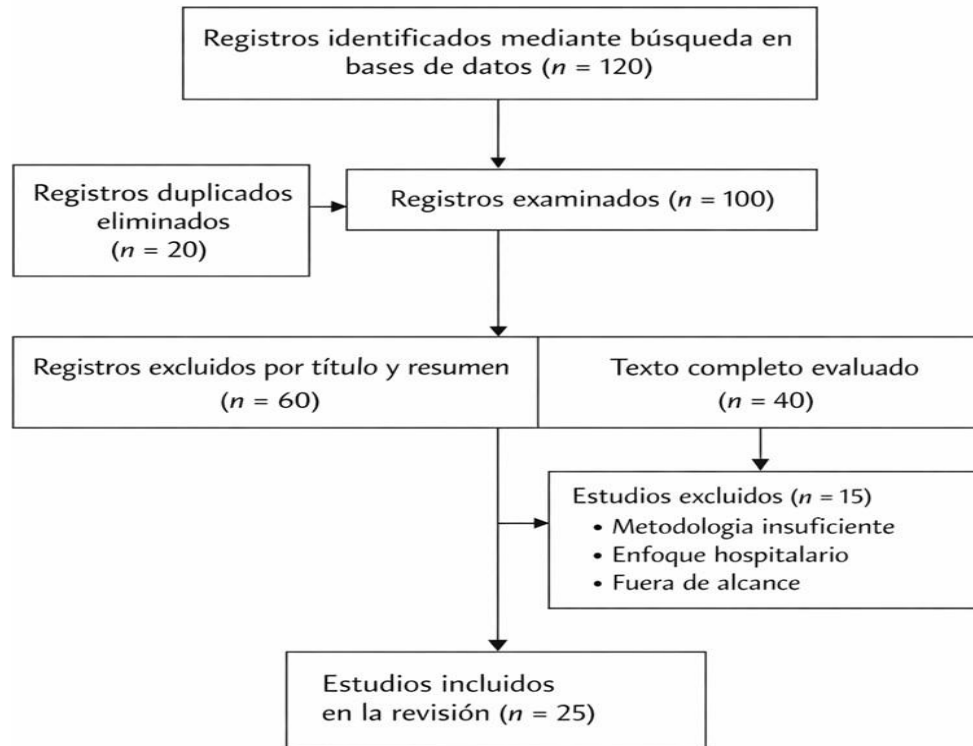 Registros identificados mediante búsqueda en
bases de datos (n = 120)
Registros duplicados
eliminados
(n = 20)
Registros examinados (n = 100)
Registros excluidos por título y resumen
(n = 60)
Texto completo evaluado
(n = 40)
Estudios excluidos (n = 15)
• Metodologia insuficiente
• Enfoque hospitalario
• Fuera de alcance
Estudios incluidos
en la revisión (n = 25)